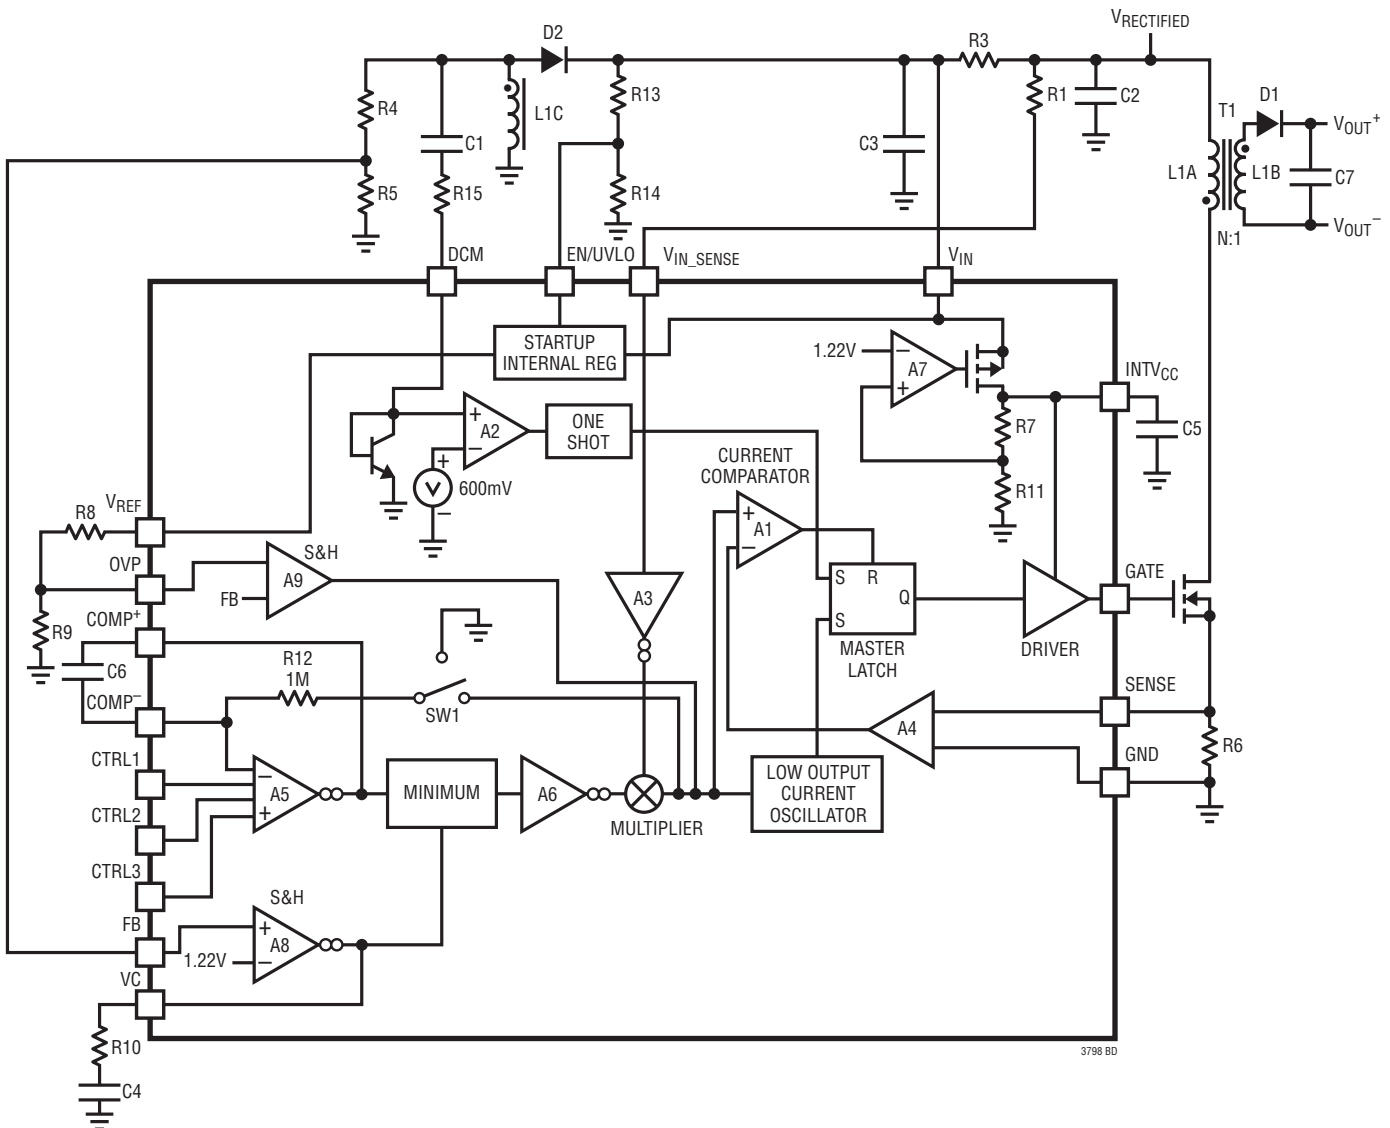 VRECTIFIED
D2
R3
R4
R13
R1
C2
T1
D1
VOUT+
L1C
C1
C3
L1A
L1B
C7
R5
R15
R14
VOUT−
N:1
DCM
EN/UVLO
VIN_SENSE
VIN
STARTUP
INTERNAL REG
1.22V
−
A7
+
INTVCC
ONE
SHOT
+
A2
−
R7
C5
CURRENT
COMPARATOR
+
600mV
−
R11
VREF
R8
+
A1
−
S&H
OVP
A9
FB
A3
S
R
Q
S
GATE
COMP+
R9
MASTER
LATCH
DRIVER
C6
R12
1M
COMP−
SW1
SENSE
A4
R6
CTRL1
−
A5
+
MINIMUM
A6
MULTIPLIER
LOW OUTPUT
CURRENT
OSCILLATOR
GND
CTRL2
CTRL3
S&H
FB
+
A8
1.22V
−
VC
R10
3798 BD
C4